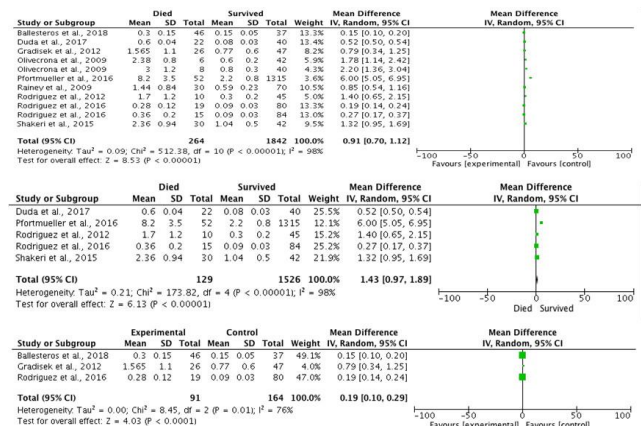 Died Survived Mean Difference Mean Difference
Study or Subgroup Mean SD Total Mean SD Total Weight IV, Random, 95% CI IV, Random, 95% CI
Ballesteros et al., 2018 0.3 0.15 46 0.15 0.05 37 13.3% 0.15 [0.10, 0.20]
Duda et al., 2017 0.6 0.04 22 0.08 0.03 40 13.4% 0.52 [0.50, 0.54]
Gradisek et al., 2012 1.565 1.1 26 0.77 0.6 47 9.1% 0.79 [0.34, 1.25]
Olivecrona et al., 2009 2.38 0.8 6 0.6 0.2 42 1.78 [1.14, 2.42]
Olivecrona et al., 2009 3 1.2 8 0.8 0.3 40 2.20 [1.36, 3.04]
Pfortmueller et al., 2016 8.2 3.5 52 2.2 0.8 1315 6.00 [5.05, 6.95]
Rainey et al., 2009 1.44 0.84 30 0.59 0.23 70 0.85 [0.54, 1.16]
Rodriguez et al., 2012 1.7 1.2 10 0.3 0.2 45 1.40 [0.65, 2.15]
Rodriguez et al., 2016 0.28 0.12 19 0.09 0.03 80 0.19 [0.14, 0.24]
Rodriguez et al., 2016 0.36 0.2 15 0.09 0.03 84 0.27 [0.17, 0.37]
Shakeri et al., 2015 2.36 0.94 30 1.04 0.5 42 1.32 [0.95, 1.69]
Total (95% CI) 264 1842 100.0% 0.91 [0.70, 1.12]
Heterogeneity: Tau² = 0.09; Chi² = 512.38, df = 10 (P < 0.00001); I² = 98%
Test for overall effect: Z = 8.53 (P < 0.00001)
-100 -50 0 50 100
Favours [experimental] Favours [control]
Died Survived Mean Difference Mean Difference
Study or Subgroup Mean SD Total Mean SD Total Weight IV, Random, 95% CI IV, Random, 95% CI
Duda et al., 2017 0.6 0.04 22 0.08 0.03 40 25.5% 0.52 [0.50, 0.54]
Pfortmueller et al., 2016 8.2 3.5 52 2.2 0.8 1315 12.1% 6.00 [5.05, 6.95]
Rodriguez et al., 2012 1.7 1.2 10 0.3 0.2 45 15.2% 1.40 [0.65, 2.15]
Rodriguez et al., 2016 0.36 0.2 15 0.09 0.03 84 25.2% 0.27 [0.17, 0.37]
Shakeri et al., 2015 2.36 0.94 30 1.04 0.5 42 22.0% 1.32 [0.95, 1.69]
Total (95% CI) 129 1526 100.0% 1.43 [0.97, 1.89]
Heterogeneity: Tau² = 0.21; Chi² = 173.82, df = 4 (P < 0.00001); I² = 98%
Test for overall effect: Z = 6.13 (P < 0.00001)
-100 -50 0 50 100
Died Survived
Experimental Control Mean Difference Mean Difference
Study or Subgroup Mean SD Total Mean SD Total Weight IV, Random, 95% CI IV, Random, 95% CI
Ballesteros et al., 2018 0.3 0.15 46 0.15 0.05 37 49.1% 0.15 [0.10, 0.20]
Gradisek et al., 2012 1.565 1.1 26 0.77 0.6 47 0.79 [0.34, 1.25]
Rodriguez et al., 2016 0.28 0.12 19 0.09 0.03 80 47.0% 0.19 [0.14, 0.24]
Total (95% CI) 91 164 100.0% 0.19 [0.10, 0.29]
Heterogeneity: Tau² = 0.00; Chi² = 8.45, df = 2 (P = 0.01); I² = 76%
Test for overall effect: Z = 4.03 (P < 0.0001)
-100 -50 0 50 100
Favours [experimental] Favours [control]